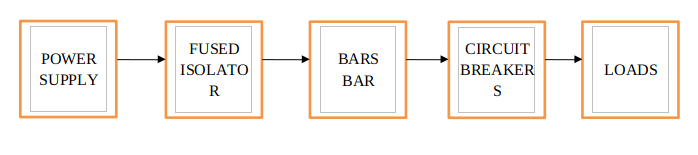 POWER
SUPPLY
FUSED
ISOLATO
R
BARS
BAR
CIRCUIT
BREAKER
S
LOADS